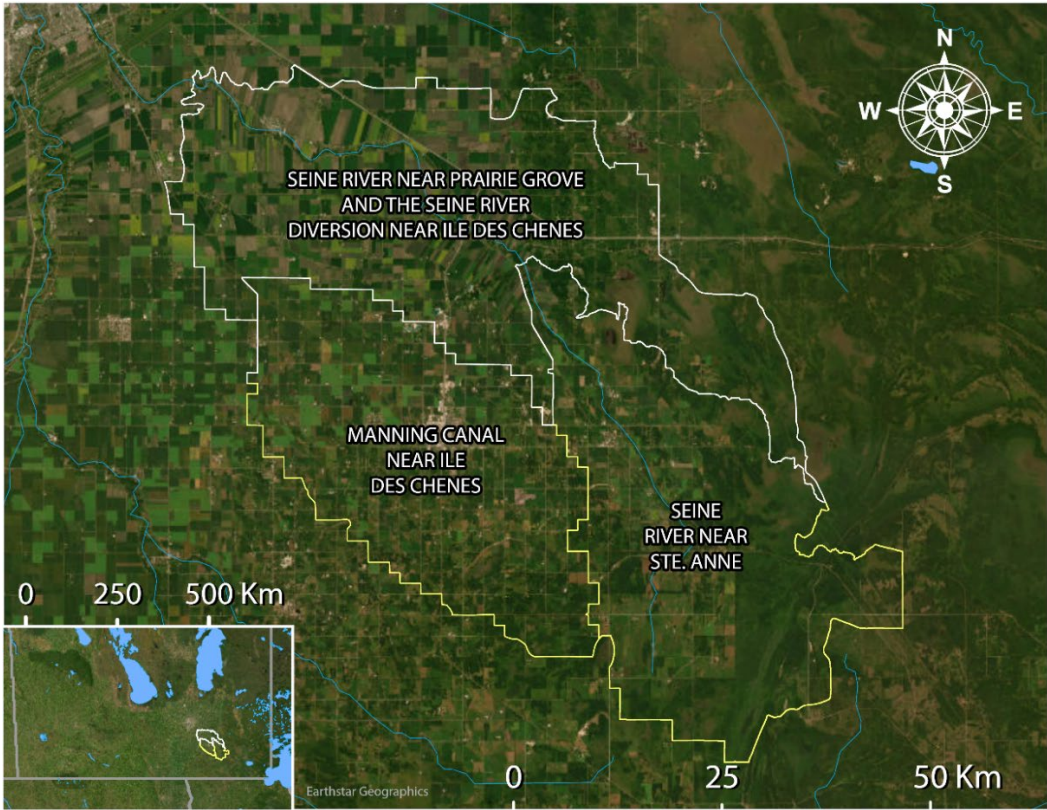 N
W
E
S
SEINE RIVER NEAR PRAIRIE GROVE
AND THE SEINE RIVER
DIVERSION NEAR ILE DES CHENES
MANNING CANAL
NEAR ILE
DES CHENES
SEINE
RIVER NEAR
STE. ANNE
0 250 500 Km
Earthstar Geographics
0 25 50 Km